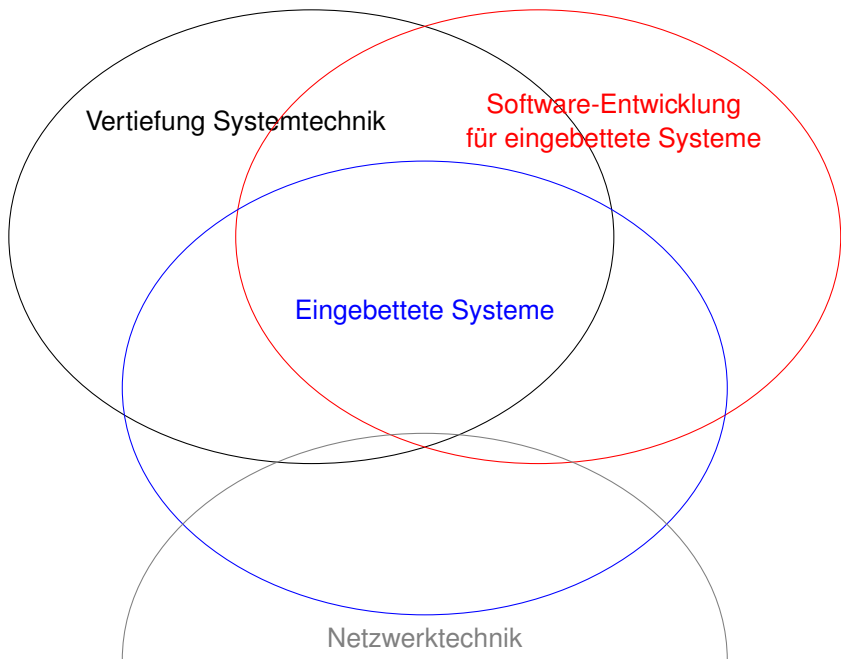 Vertiefung Systemtechnik
Software-Entwicklung
für eingebettete Systeme
Eingebettete Systeme
Netzwerktechnik